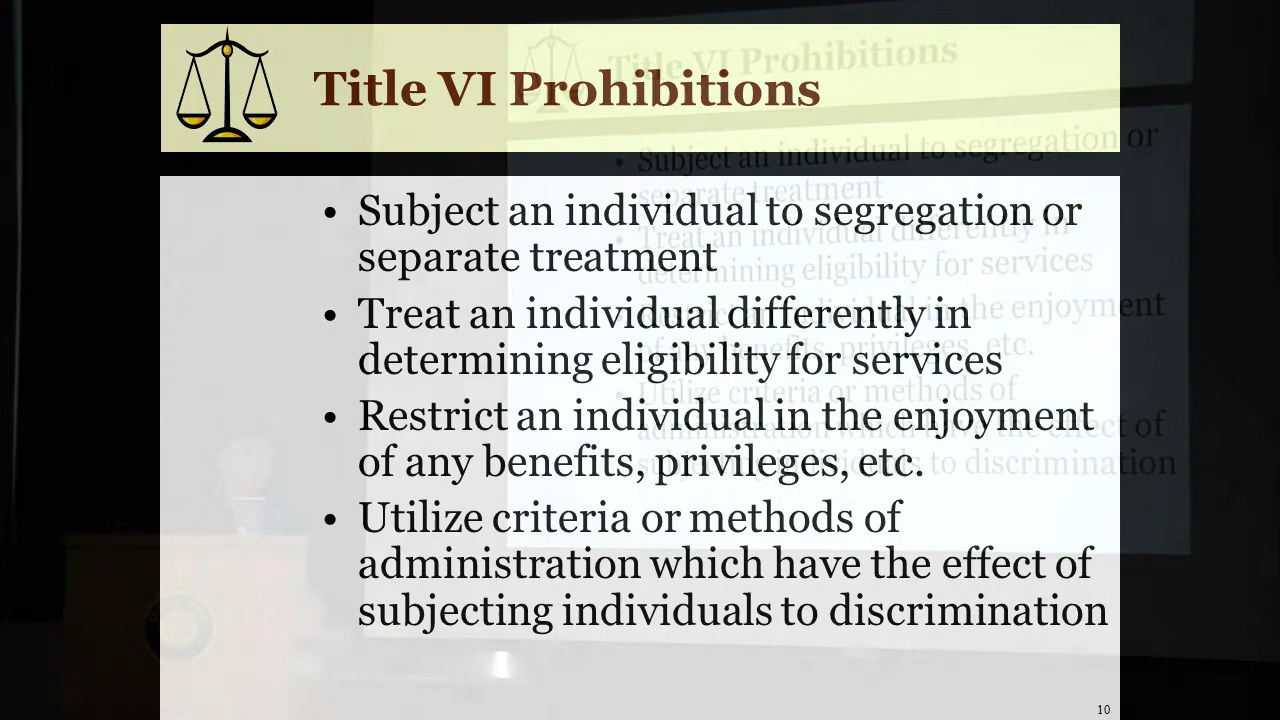 Title VI Prohibitions
• Subject an individual to segregation or
separate treatment
• Treat an individual differently in
determining eligibility for services
• Restrict an individual in the enjoyment
of any benefits, privileges, etc.
• Utilize criteria or methods of
administration which have the effect of
subjecting individuals to discrimination
10